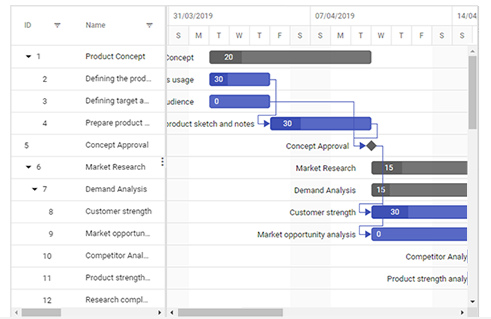 31/03/2019 07/04/2019 14/04
ID Name S M T W T F S S M T W T F S S M
1 Product Concept Concept 20
2 Defining the prod... s usage 30
3 Defining target a... udience 0
4 Prepare product ... product sketch and notes 30
5 Concept Approval Concept Approval
6 Market Research Market Research 15
7 Demand Analysis Demand Analysis 15
8 Customer strength Customer strength 30
9 Market opportun... Market opportunity analysis 0
10 Competitor Anal... Competitor Analy
11 Product strength... Product strength analy
12 Research compl...